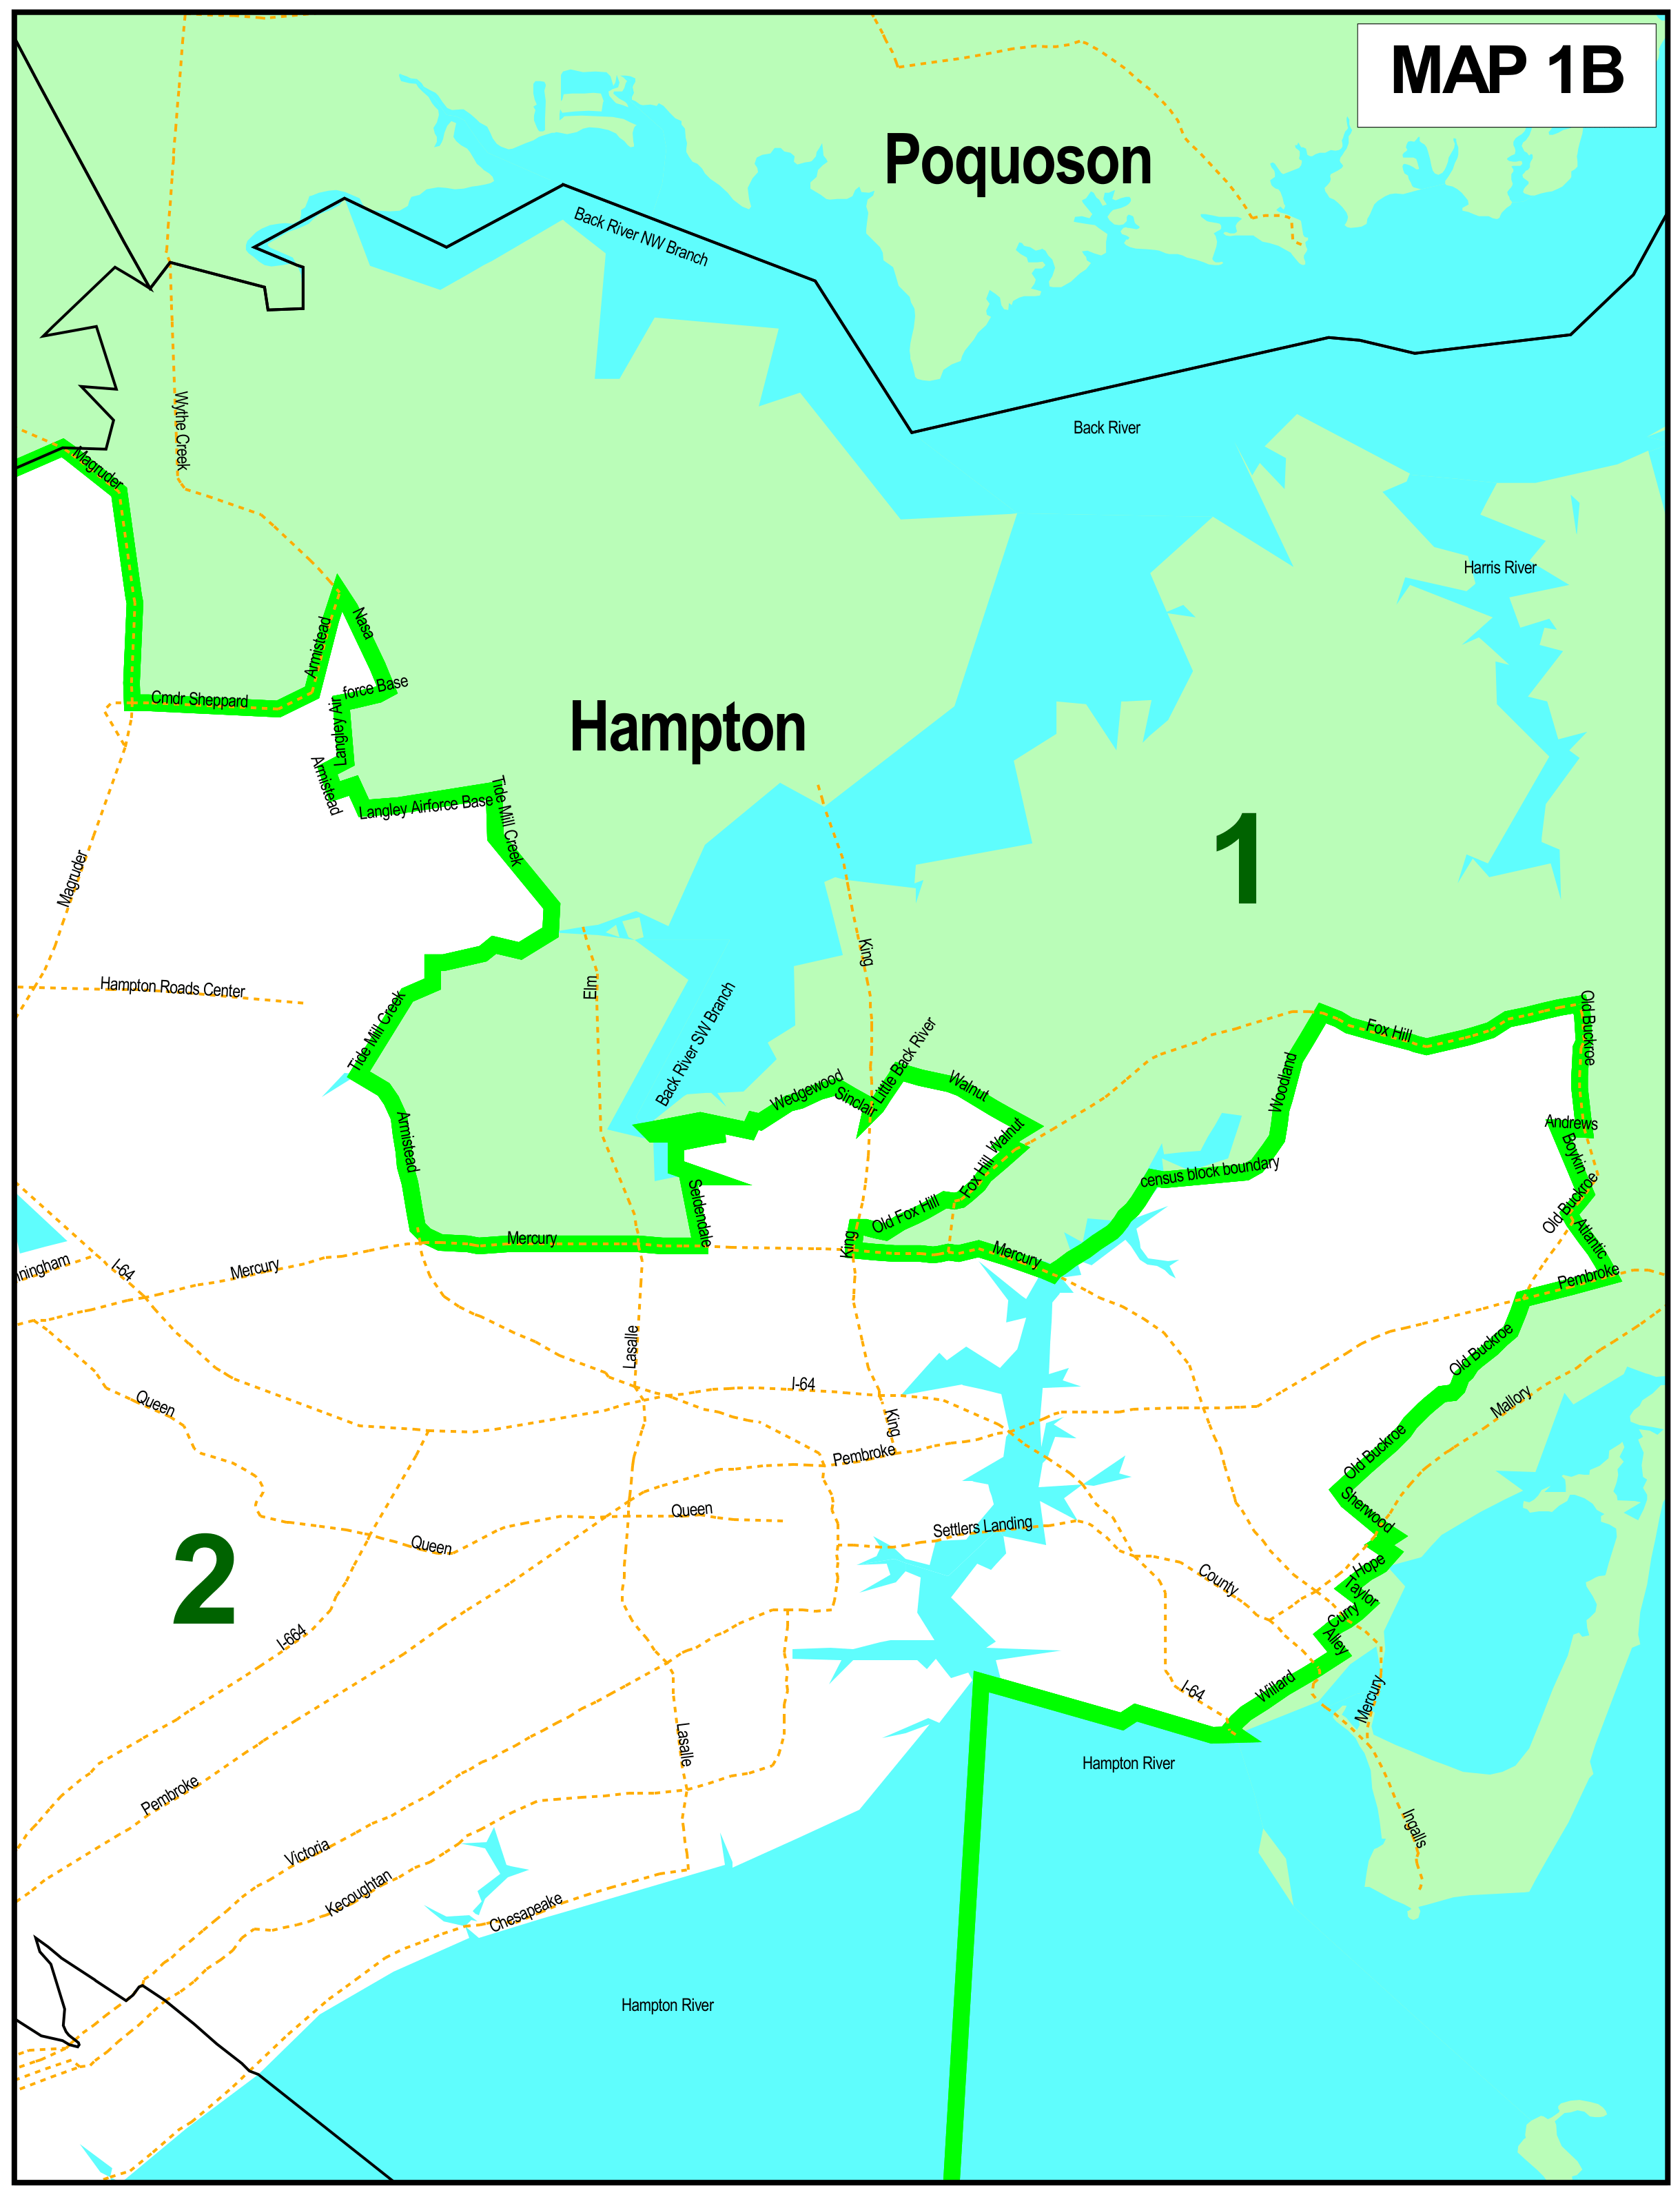 MAP 1B
Poquoson
Back River NW Branch
Back River
Wythe Creek
Magruder
Harris River
Nasa
Armistead
force Base
Cmdr Sheppard
Langley Air
Hampton
Armistead
Langley Airforce Base
Tide Mill Creek
1
Magruder
King
Elm
Hampton Roads Center
Back River SW Branch
Tide Mill Creek
Little Back River
Old Buckroe
Fox Hill
Wedgewood
Sinclair
Walnut
Woodland
Armistead
Walnut
Andrews
Boykin
census block boundary
Fox Hill
Seldendale
Old Fox Hill
Old Buckroe
Atlantic
Mercury
King
Mercury
nningham
I-64
Mercury
Pembroke
Lasalle
Old Buckroe
I-64
Queen
King
Mallory
Pembroke
Old Buckroe
Queen
Sherwood
Settlers Landing
Queen
2
Hope
County
Taylor
Curry
I-664
Alley
Willard
I-64
Mercury
Lasalle
Hampton River
Pembroke
Ingalls
Victoria
Kecoughtan
Chesapeake
Hampton River